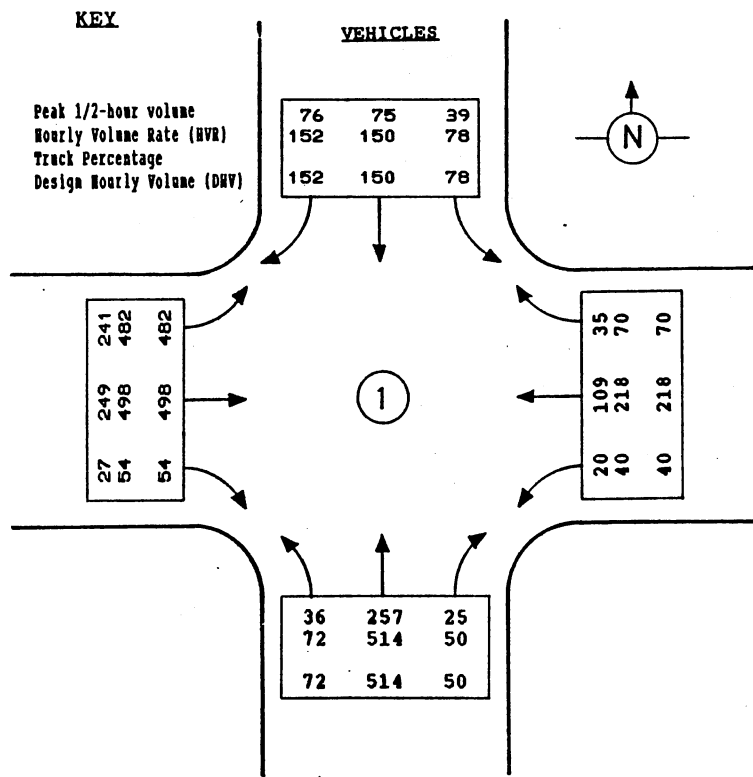 KEY
VEHICLES
Peak 1/2-hour volume
Hourly Volume Rate (HVR)
Truck Percentage
Design Hourly Volume (DHV)
76 75 39
152 150 78
152 150 78
N
241 482 482
249 498 498
27 54 54
1
35 70 70
109 218 218
20 40 40
36 257 25
72 514 50
72 514 50